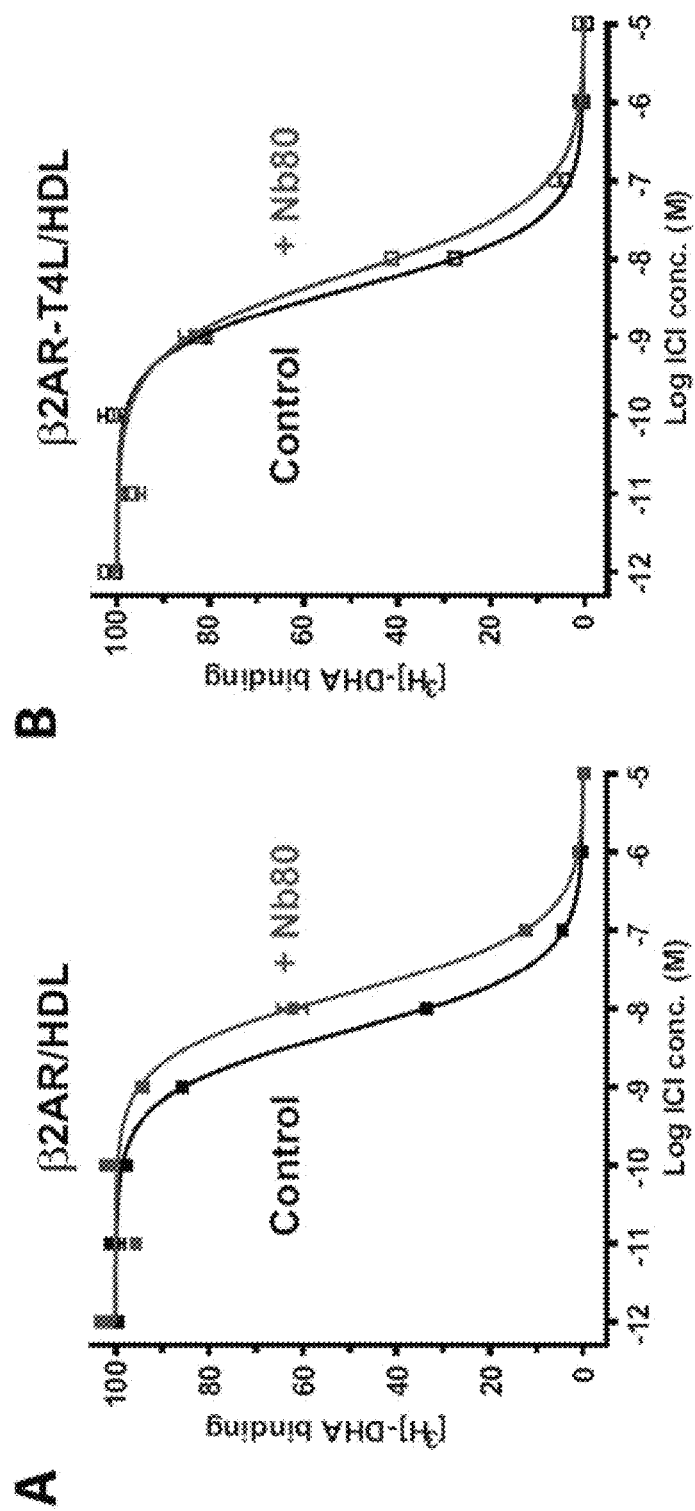 A
β2AR/HDL
[³H]-DHA binding
100
80
60
40
20
0
Control
+ Nb80
-12 -11 -10 -9 -8 -7 -6 -5
Log ICI conc. (M)
B
β2AR-T4L/HDL
[³H]-DHA binding
100
80
60
40
20
0
Control
+ Nb80
-12 -11 -10 -9 -8 -7 -6 -5
Log ICI conc. (M)